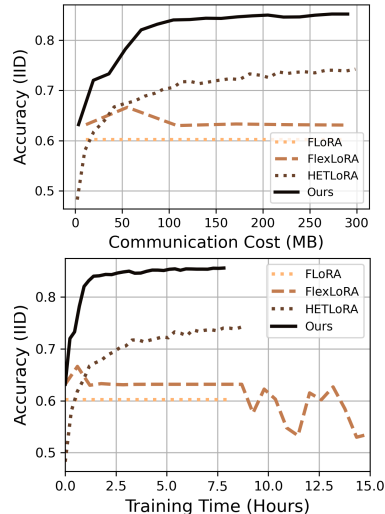 Accuracy (IID)
0.8
0.7
0.6
0.5
FLoRA
FlexLoRA
HETLoRA
Ours
0 50 100 150 200 250 300
Communication Cost (MB)
Accuracy (IID)
0.8
0.7
0.6
0.5
FLoRA
FlexLoRA
HETLoRA
Ours
0.0 2.5 5.0 7.5 10.0 12.5 15.0
Training Time (Hours)